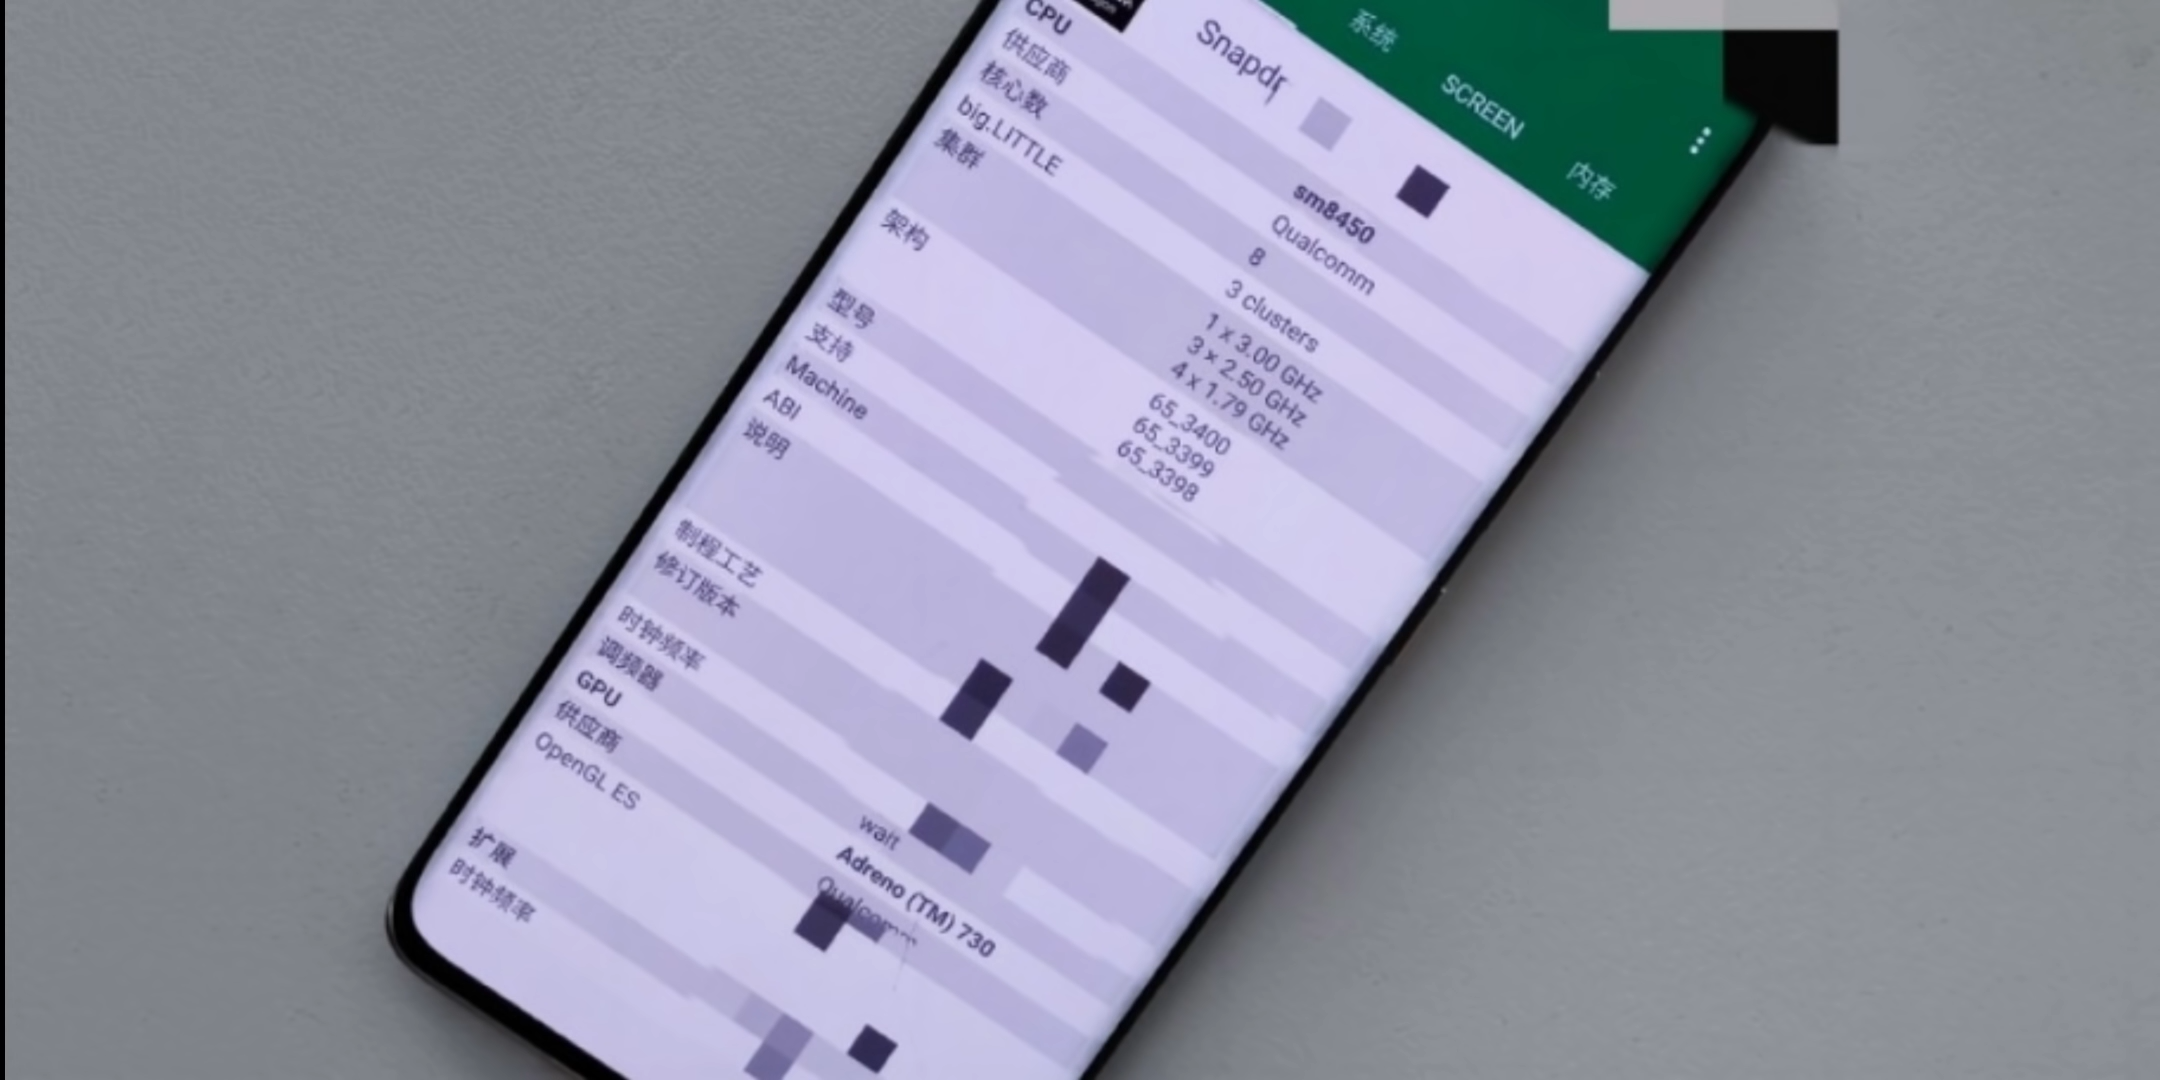 系统
SCREEN
内存
Snapdr
CPU
sm8450
供应商
Qualcomm
核心数
8
big.LITTLE
3 clusters
集群
1 x 3.00 GHz
3 x 2.50 GHz
4 x 1.79 GHz
架构
65_3400
65_3399
65_3398
型号
支持
Machine
ABI
说明
制程工艺
修订版本
时钟频率
调频器
wait
GPU
Adreno (TM) 730
供应商
Qualcomm
OpenGL ES
扩展
时钟频率